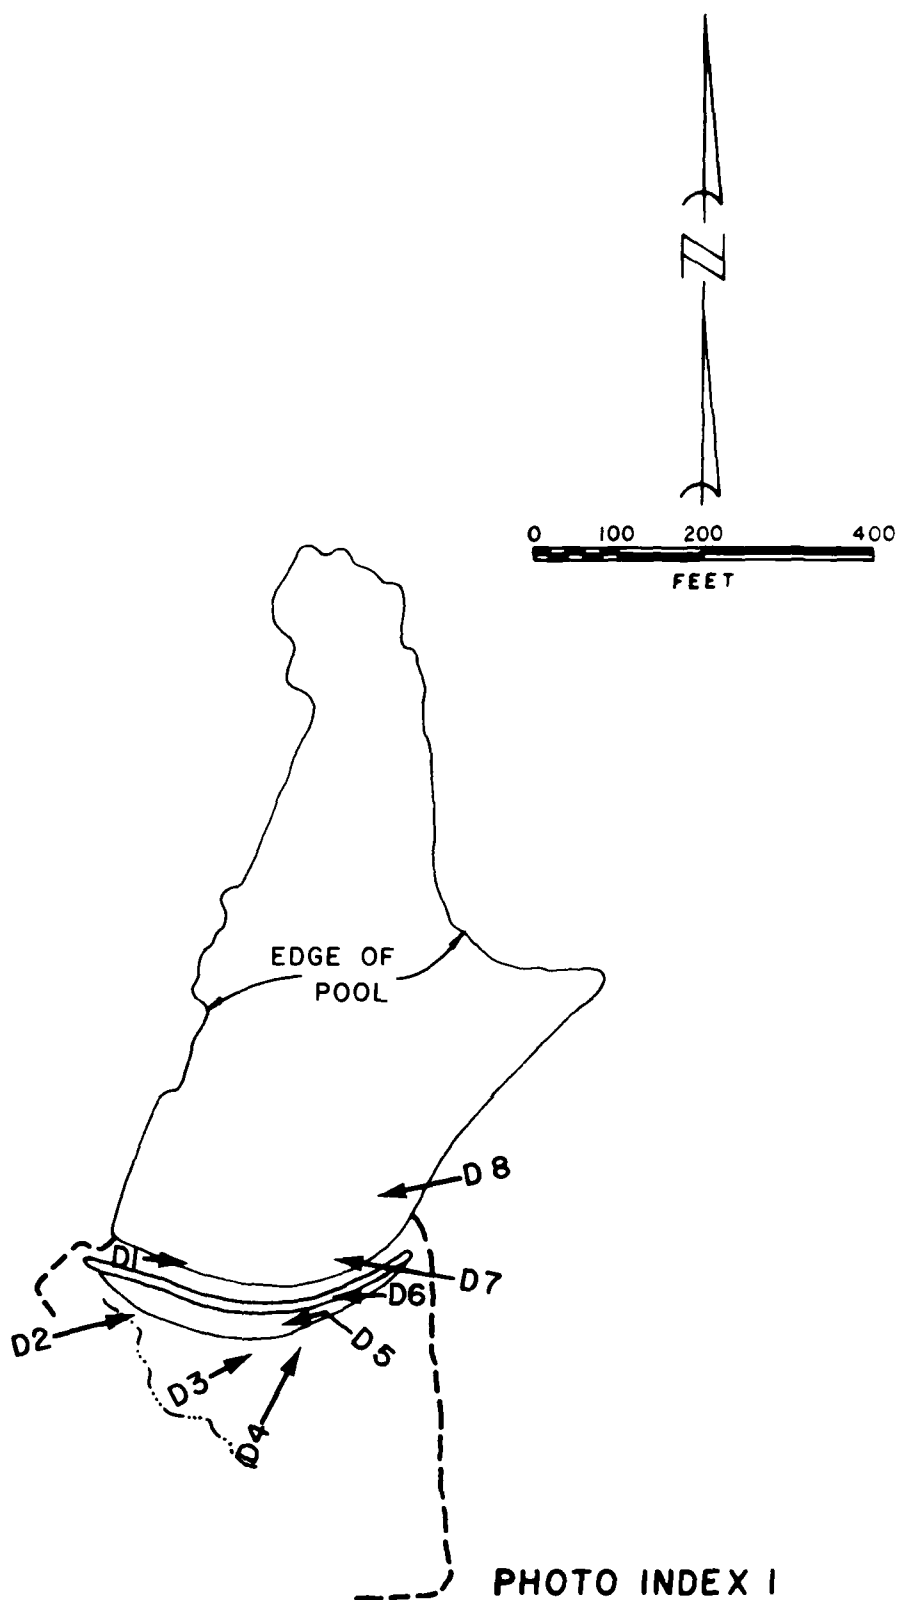 N
0 100 200 400
FEET
EDGE OF
POOL
D8
D1
D7
D6
D2
D5
D3
D4
PHOTO INDEX 1